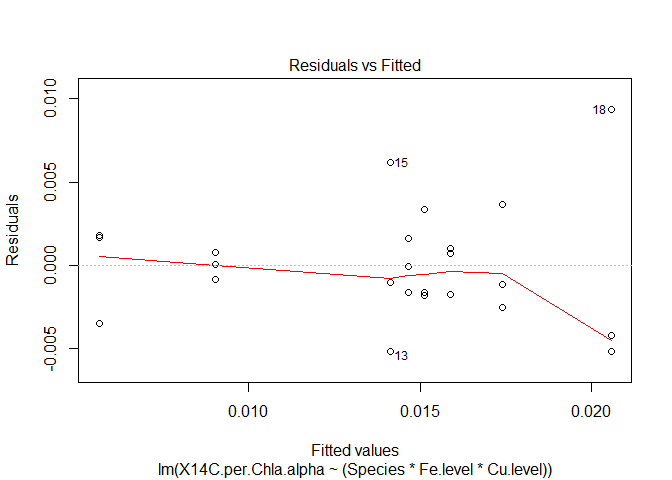 Residuals vs Fitted
Residuals
0.010
0.005
0.000
-0.005
18
15
13
0.010
0.015
0.020
Fitted values
lm(X14C.per.Chla.alpha ~ (Species * Fe.level * Cu.level))